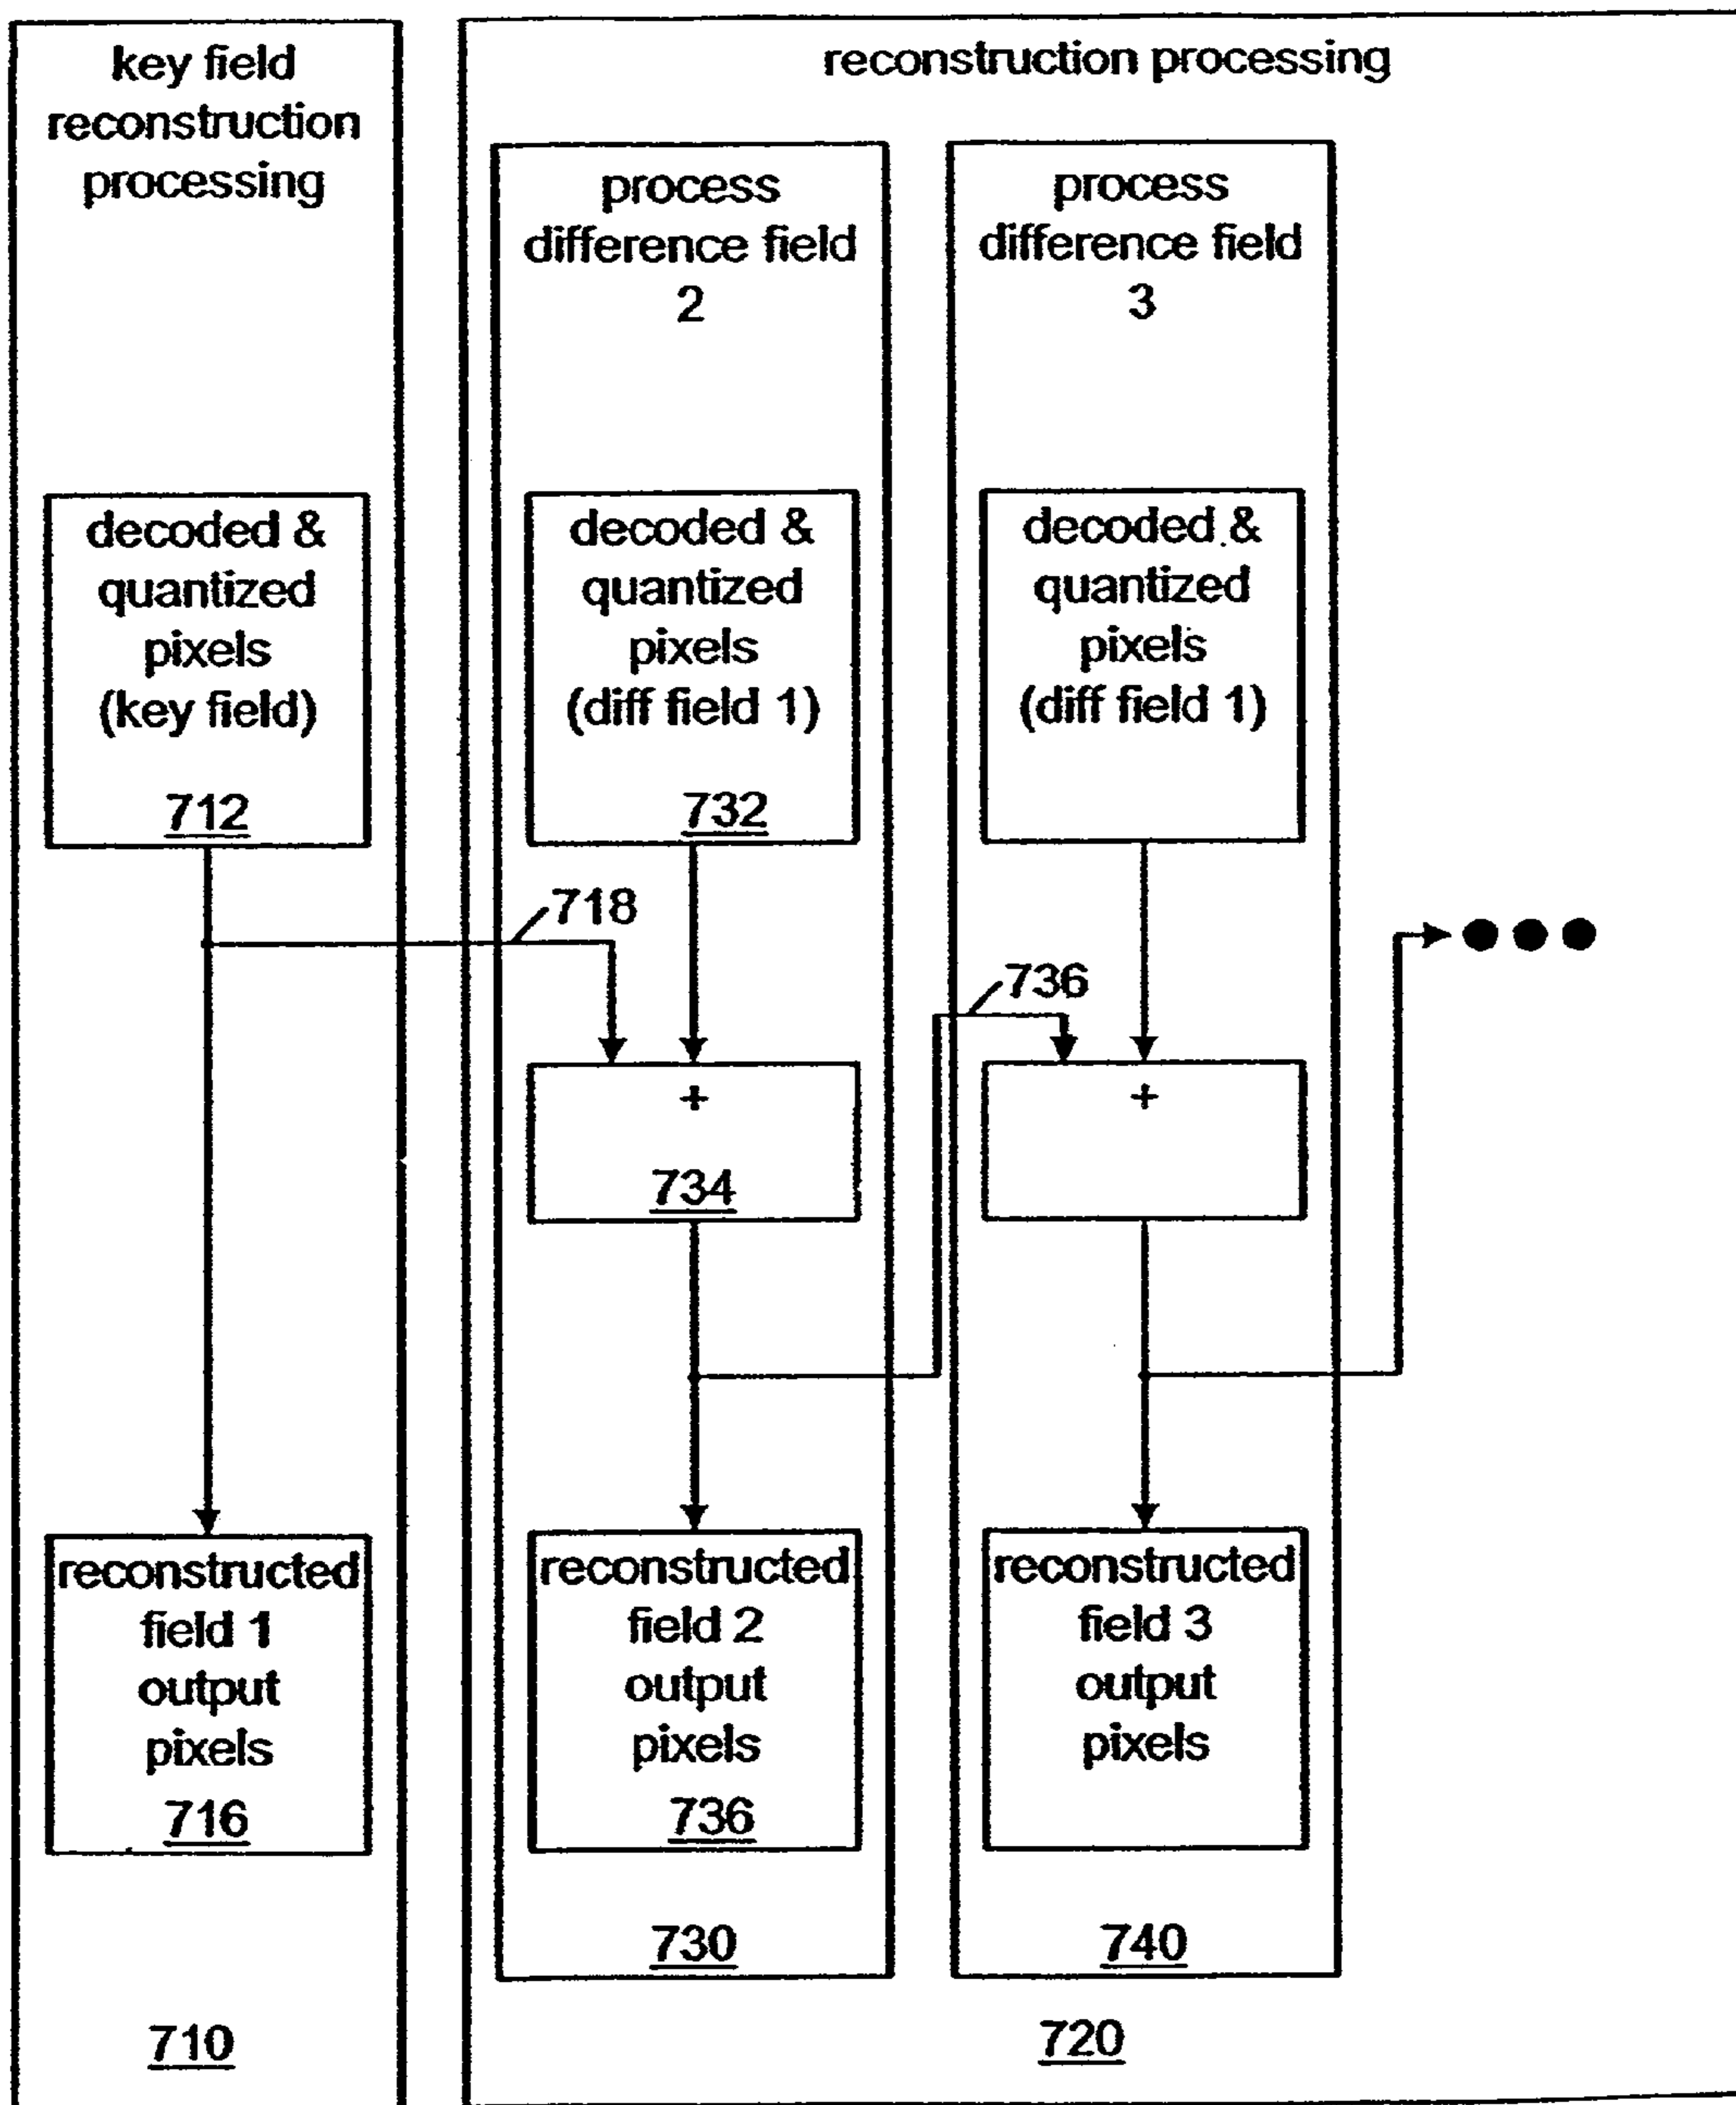 key field
reconstruction
processing
decoded &
quantized
pixels
(key field)
712
reconstructed
field 1
output
pixels
716
710
reconstruction processing
process
difference field
2
decoded &
quantized
pixels
(diff field 1)
732
718
+
734
reconstructed
field 2
output
pixels
736
730
process
difference field
3
decoded &
quantized
pixels
(diff field 1)
736
+
reconstructed
field 3
output
pixels
740
720